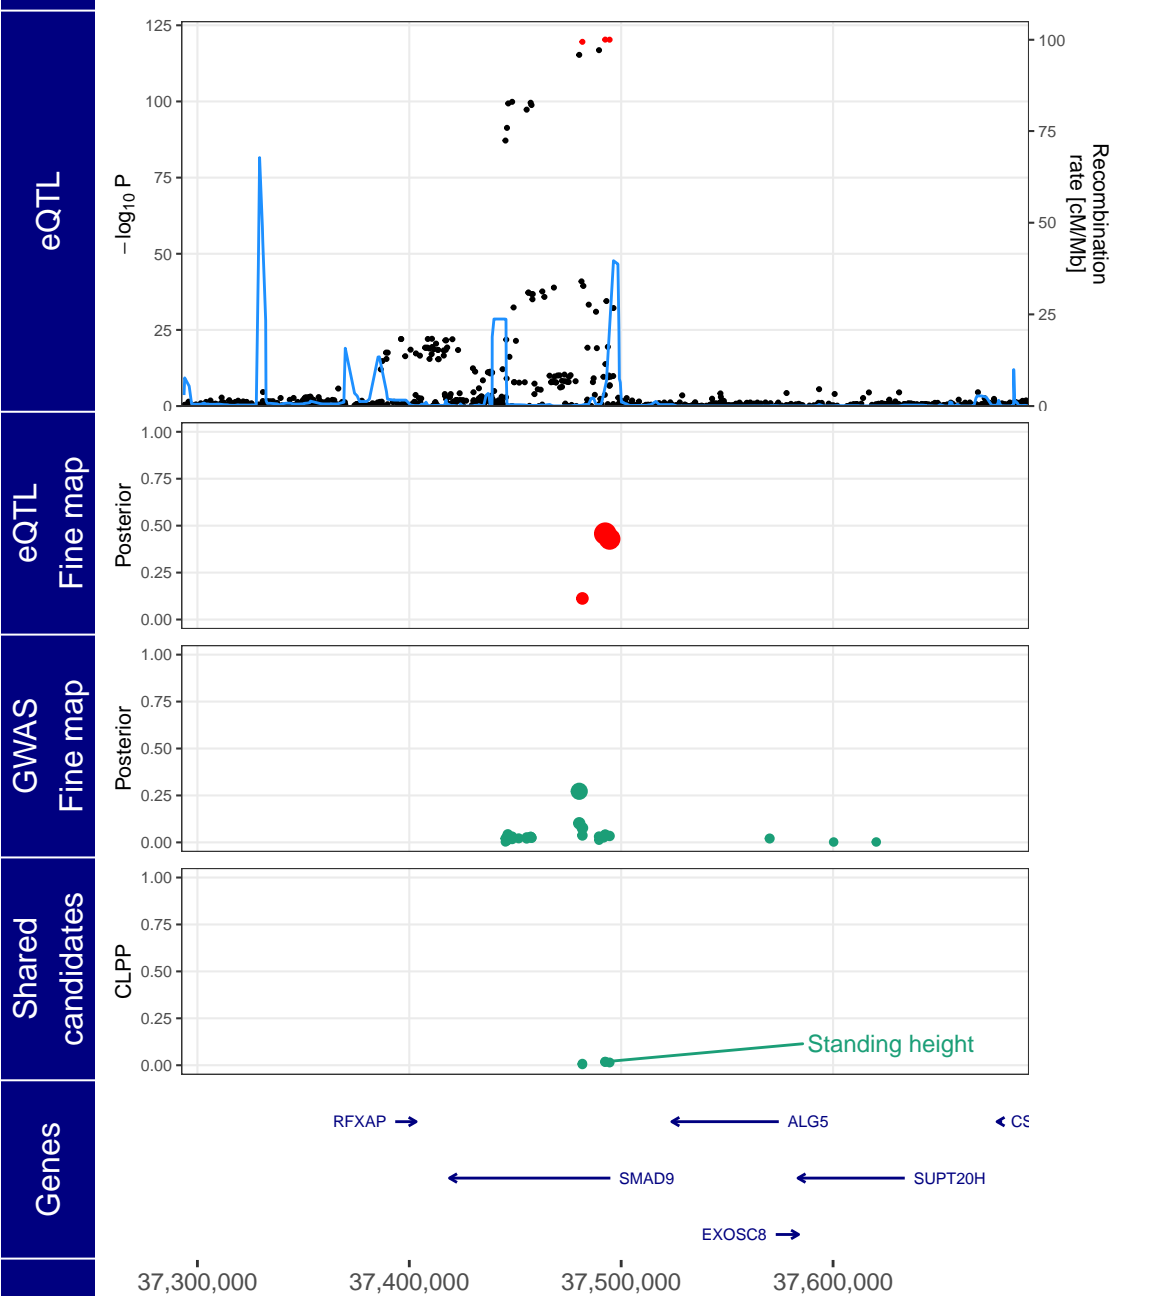 eQTL
125
100
75
50
25
0
−log10 P
100
75
50
25
0
Recombination
rate [cM/Mb]
eQTL
Fine map
1.00
0.75
0.50
0.25
0.00
Posterior
GWAS
Fine map
1.00
0.75
0.50
0.25
0.00
Posterior
Shared
candidates
1.00
0.75
0.50
0.25
0.00
CLPP
Standing height
Genes
RFXAP
ALG5
CS
SMAD9
SUPT20H
EXOSC8
37,300,000
37,400,000
37,500,000
37,600,000